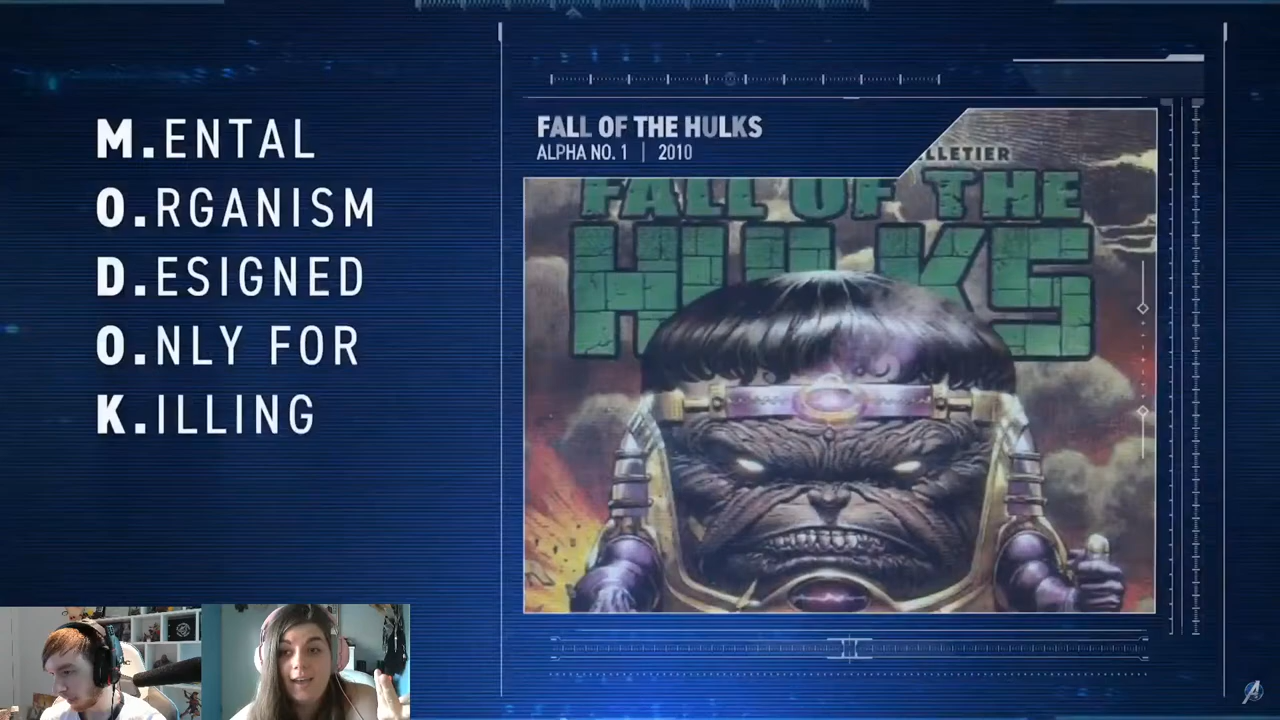 M.ENTAL
O.RGANISM
D.ESIGNED
O.NLY FOR
K.ILLING
FALL OF THE HULKS
ALPHA NO. 1 | 2010
FALL OF THE
HULKS